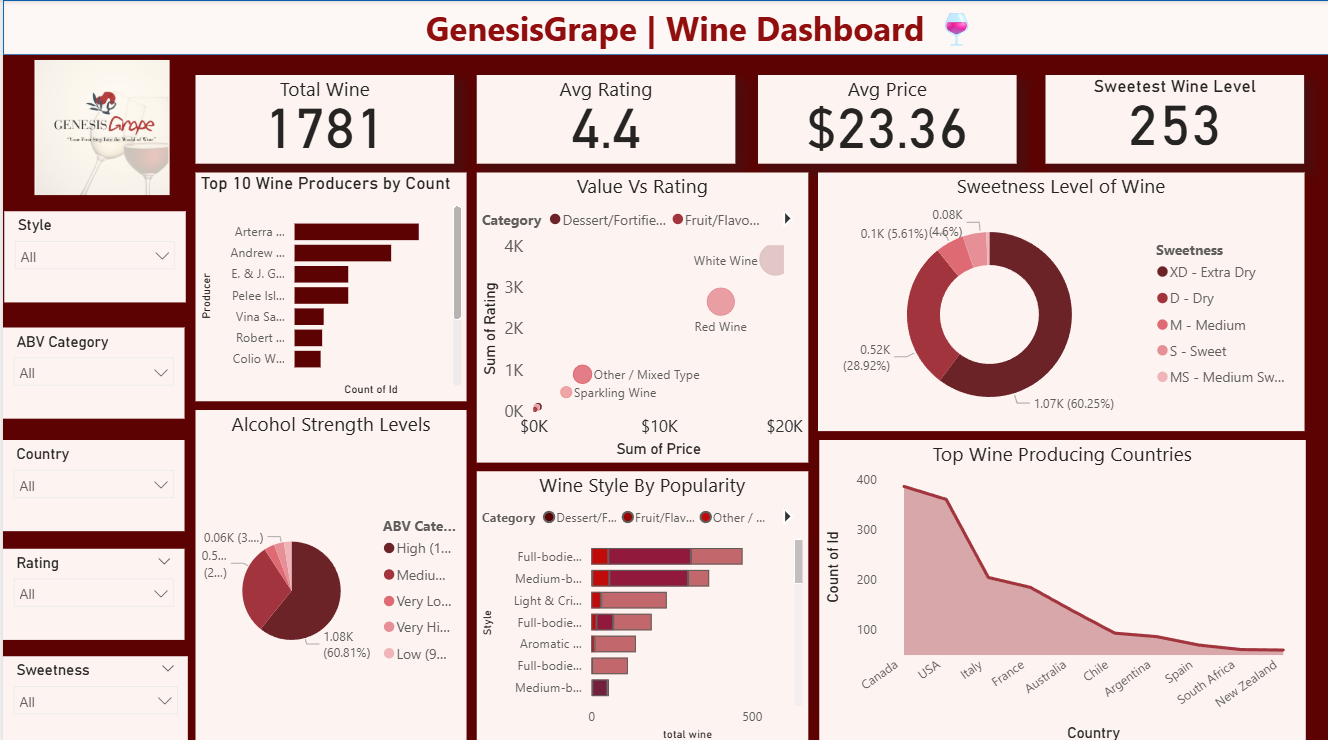 GenesisGrape | Wine Dashboard
GENESIS Grape
"Your First Step Into the World of Wine"
Total Wine
1781
Avg Rating
4.4
Avg Price
$23.36
Sweetest Wine Level
253
Style
All
ABV Category
All
Country
All
Rating
All
Sweetness
All
Top 10 Wine Producers by Count
Producer
Arterra ...
Andrew ...
E. & J. G...
Pelee Isl...
Vina Sa...
Robert ...
Colio W...
Count of Id
Alcohol Strength Levels
0.06K (3....)
0.5...
(2...)
1.08K
(60.81%)
ABV Cate...
High (1...
Mediu...
Very Lo...
Very Hi...
Low (9...
Value Vs Rating
Category Dessert/Fortifie... Fruit/Flavo...
Sum of Rating
4K
3K
2K
1K
0K
White Wine
Red Wine
Other / Mixed Type
Sparkling Wine
$0K $10K $20K
Sum of Price
Wine Style By Popularity
Category Dessert/F... Fruit/Flav... Other / ...
Style
Full-bodie...
Medium-b...
Light & Cri...
Full-bodie...
Aromatic ...
Full-bodie...
Medium-b...
0 500
total wine
Sweetness Level of Wine
0.08K
(4.6%)
0.1K (5.61%)
0.52K
(28.92%)
1.07K (60.25%)
Sweetness
XD - Extra Dry
D - Dry
M - Medium
S - Sweet
MS - Medium Sw...
Top Wine Producing Countries
Count of Id
400
300
200
100
Canada
USA
Italy
France
Australia
Chile
Argentina
Spain
South Africa
New Zealand
Country